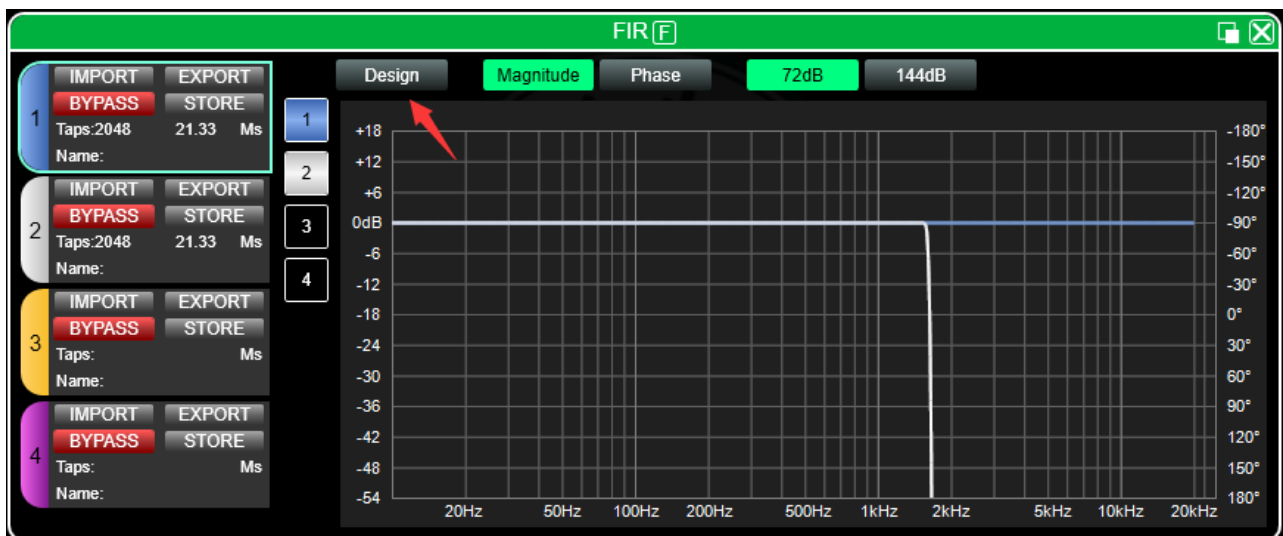 FIR F
Design Magnitude Phase 72dB 144dB
1
IMPORT EXPORT
BYPASS STORE
Taps:2048 21.33 Ms
Name:
2
IMPORT EXPORT
BYPASS STORE
Taps:2048 21.33 Ms
Name:
3
IMPORT EXPORT
BYPASS STORE
Taps: Ms
Name:
4
IMPORT EXPORT
BYPASS STORE
Taps: Ms
Name:
1
2
3
4
+18
+12
+6
0dB
-6
-12
-18
-24
-30
-36
-42
-48
-54
-180°
-150°
-120°
-90°
-60°
-30°
0°
30°
60°
90°
120°
150°
180°
20Hz 50Hz 100Hz 200Hz 500Hz 1kHz 2kHz 5kHz 10kHz 20kHz